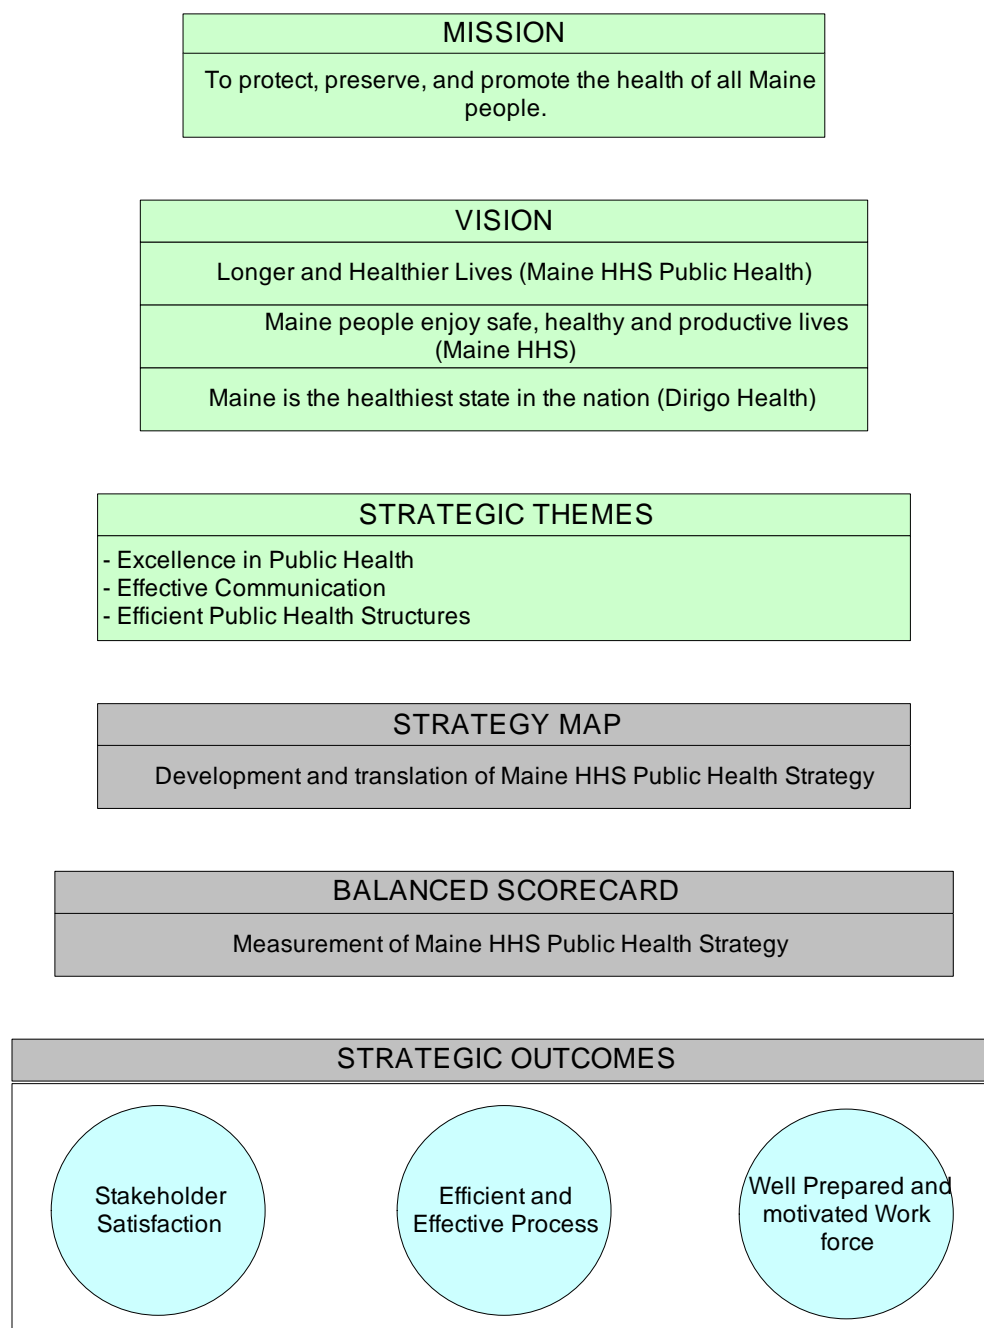 MISSION
To protect, preserve, and promote the health of all Maine
people.
VISION
Longer and Healthier Lives (Maine HHS Public Health)
Maine people enjoy safe, healthy and productive lives
(Maine HHS)
Maine is the healthiest state in the nation (Dirigo Health)
STRATEGIC THEMES
- Excellence in Public Health
- Effective Communication
- Efficient Public Health Structures
STRATEGY MAP
Development and translation of Maine HHS Public Health Strategy
BALANCED SCORECARD
Measurement of Maine HHS Public Health Strategy
STRATEGIC OUTCOMES
Stakeholder
Satisfaction
Efficient and
Effective Process
Well Prepared and
motivated Work
force